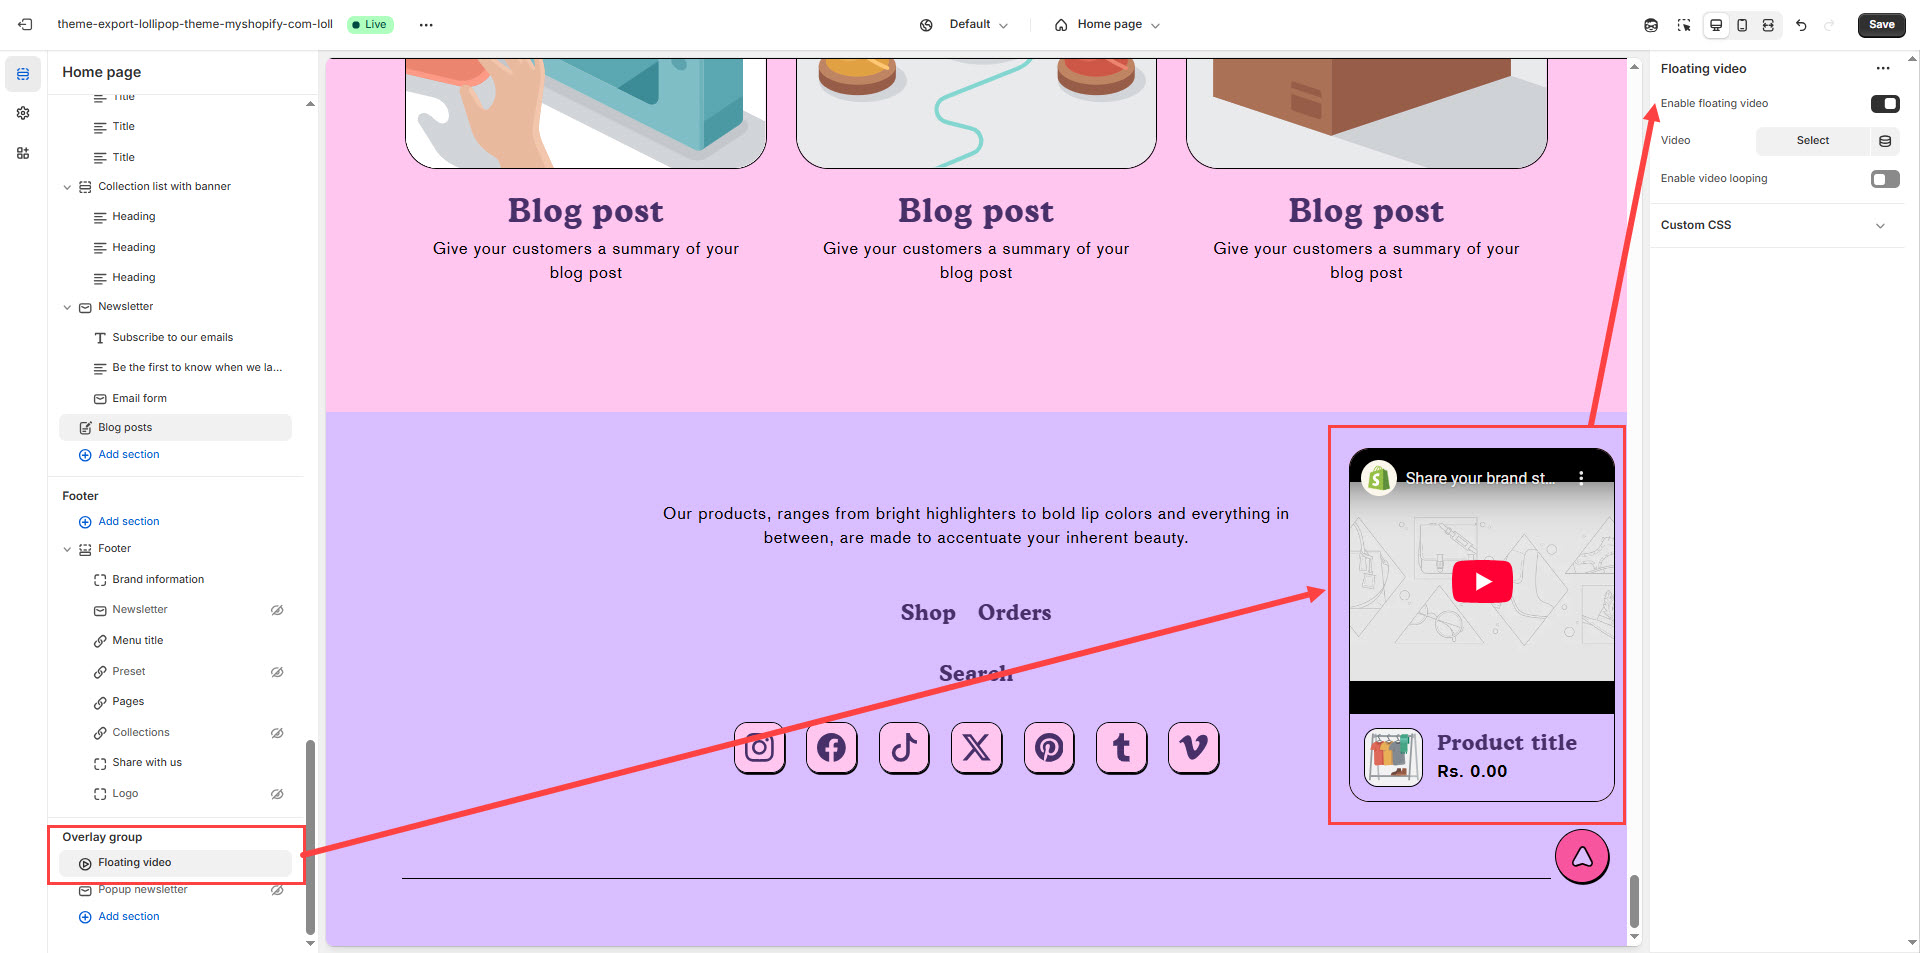 theme-export-lollipop-theme-myshopify-com-loll
Live
Default
Home page
Save
Home page
Title
Title
Title
Collection list with banner
Heading
Heading
Heading
Newsletter
Subscribe to our emails
Be the first to know when we la...
Email form
Blog posts
Add section
Footer
Add section
Footer
Brand information
Newsletter
Menu title
Preset
Pages
Collections
Share with us
Logo
Overlay group
Floating video
Popup newsletter
Add section
Blog post
Give your customers a summary of your
blog post
Blog post
Give your customers a summary of your
blog post
Blog post
Give your customers a summary of your
blog post
Our products, ranges from bright highlighters to bold lip colors and everything in
between, are made to accentuate your inherent beauty.
Shop Orders
Search
Share your brand st...
Product title
Rs. 0.00
Floating video
Enable floating video
Video
Select
Enable video looping
Custom CSS